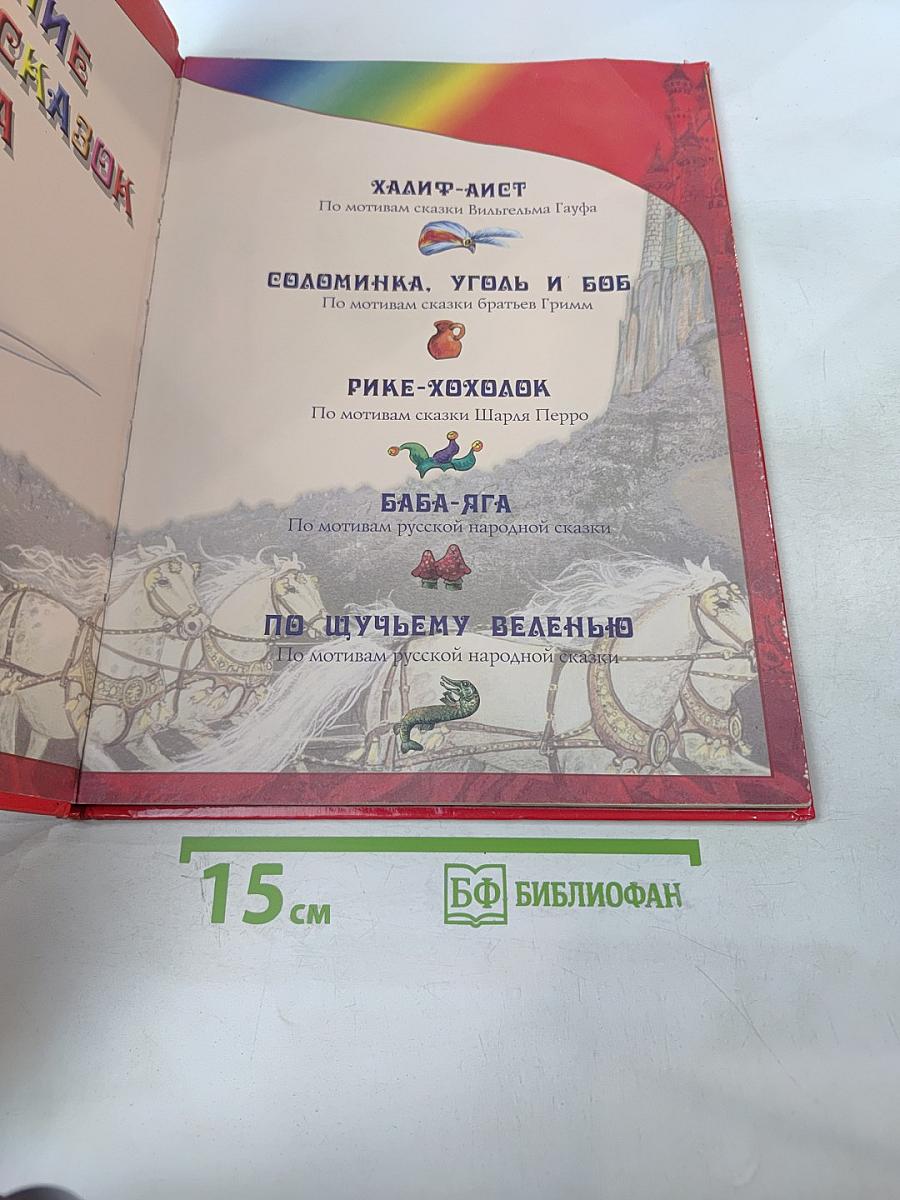 СКАЗОК
ХАЛИФ-АИСТ
По мотивам сказки Вильгельма Гауфа
СОЛОМИНКА, УГОЛЬ И БОБ
По мотивам сказки братьев Гримм
РИКЕ-ХОХОЛОК
По мотивам сказки Шарля Перро
БАБА-ЯГА
По мотивам русской народной сказки
ПО ЩУЧЬЕМУ ВЕЛЕНЬЮ
По мотивам русской народной сказки
15 см
БФ БИБЛИОФАН